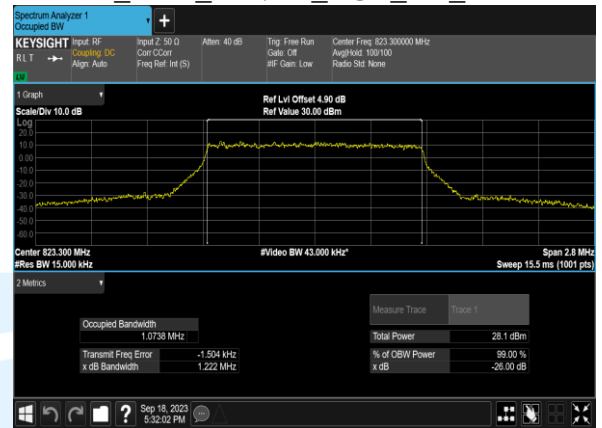 Spectrum Analyzer 1
Occupied BW
KEYSIGHT
RLT
LV
Input: RF
Coupling: DC
Align: Auto
Input Z: 50 Ω
Corr CCorr
Freq Ref: Int (S)
Atten: 40 dB
Trig: Free Run
Gate: Off
#IF Gain: Low
Center Freq: 823.300000 MHz
Avg|Hold: 100/100
Radio Std: None
1 Graph
Scale/Div 10.0 dB
Ref Lvl Offset 4.90 dB
Ref Value 30.00 dBm
Log
20.0
10.0
0.00
-10.0
-20.0
-30.0
-40.0
-50.0
-60.0
Center 823.300 MHz
#Res BW 15.000 kHz
#Video BW 43.000 kHz*
Span 2.8 MHz
Sweep 15.5 ms (1001 pts)
2 Metrics
Measure Trace Trace 1
Occupied Bandwidth
1.0738 MHz
Total Power 28.1 dBm
Transmit Freq Error -1.504 kHz
% of OBW Power 99.00 %
x dB Bandwidth 1.222 MHz
x dB -26.00 dB
Sep 18, 2023
5:32:02 PM